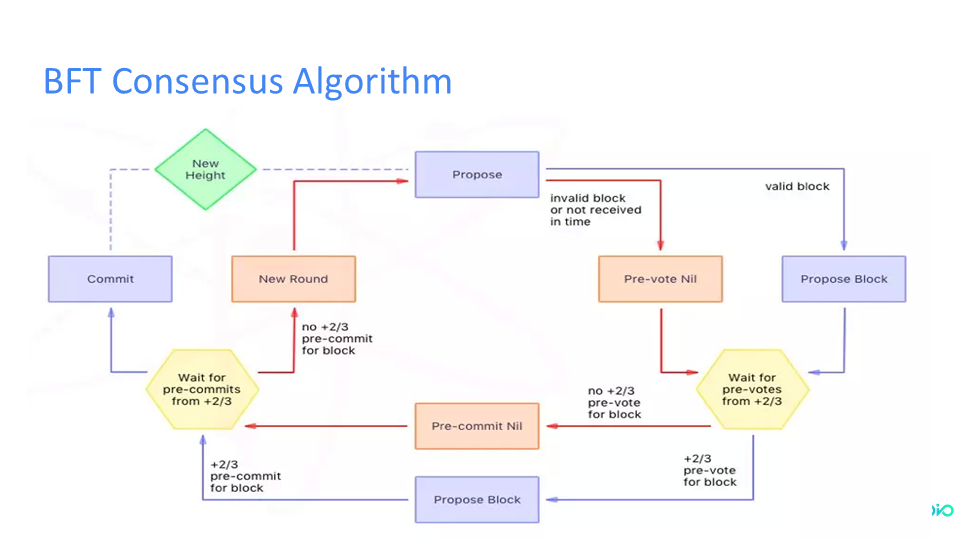 BFT Consensus Algorithm
New
Height
Propose
invalid block
or not received
in time
valid block
Commit
New Round
Pre-vote Nil
Propose Block
no +2/3
pre-commit
for block
Wait for
pre-commits
from +2/3
Wait for
pre-votes
from +2/3
no +2/3
pre-vote
for block
Pre-commit Nil
+2/3
pre-commit
for block
+2/3
pre-vote
for block
Propose Block